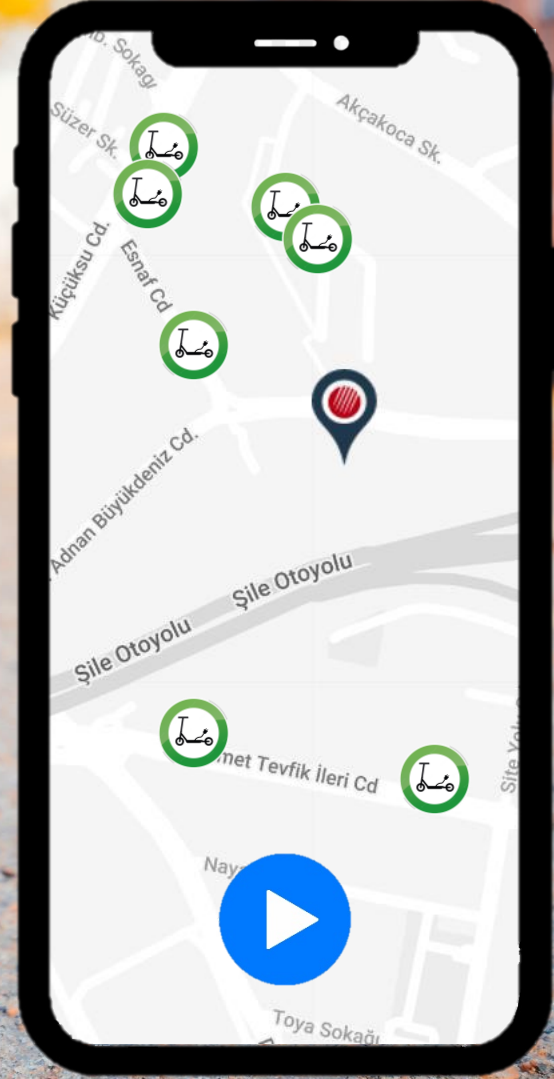 Sokağı
Süzer Sk.
Akçakoca Sk.
Küçüksu Cd.
Esnaf Cd
Adnan Büyükdeniz Cd.
Şile Otoyolu
Şile Otoyolu
met Tevfik İleri Cd
Site Yolu
Toya Sokağı